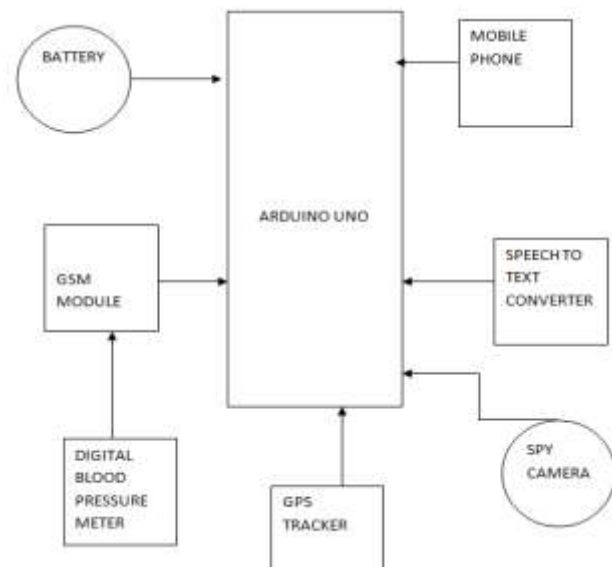 BATTERY
MOBILE
PHONE
ARDUINO UNO
GSM
MODULE
SPEECH TO
TEXT
CONVERTER
DIGITAL
BLOOD
PRESSURE
METER
GPS
TRACKER
SPY
CAMERA